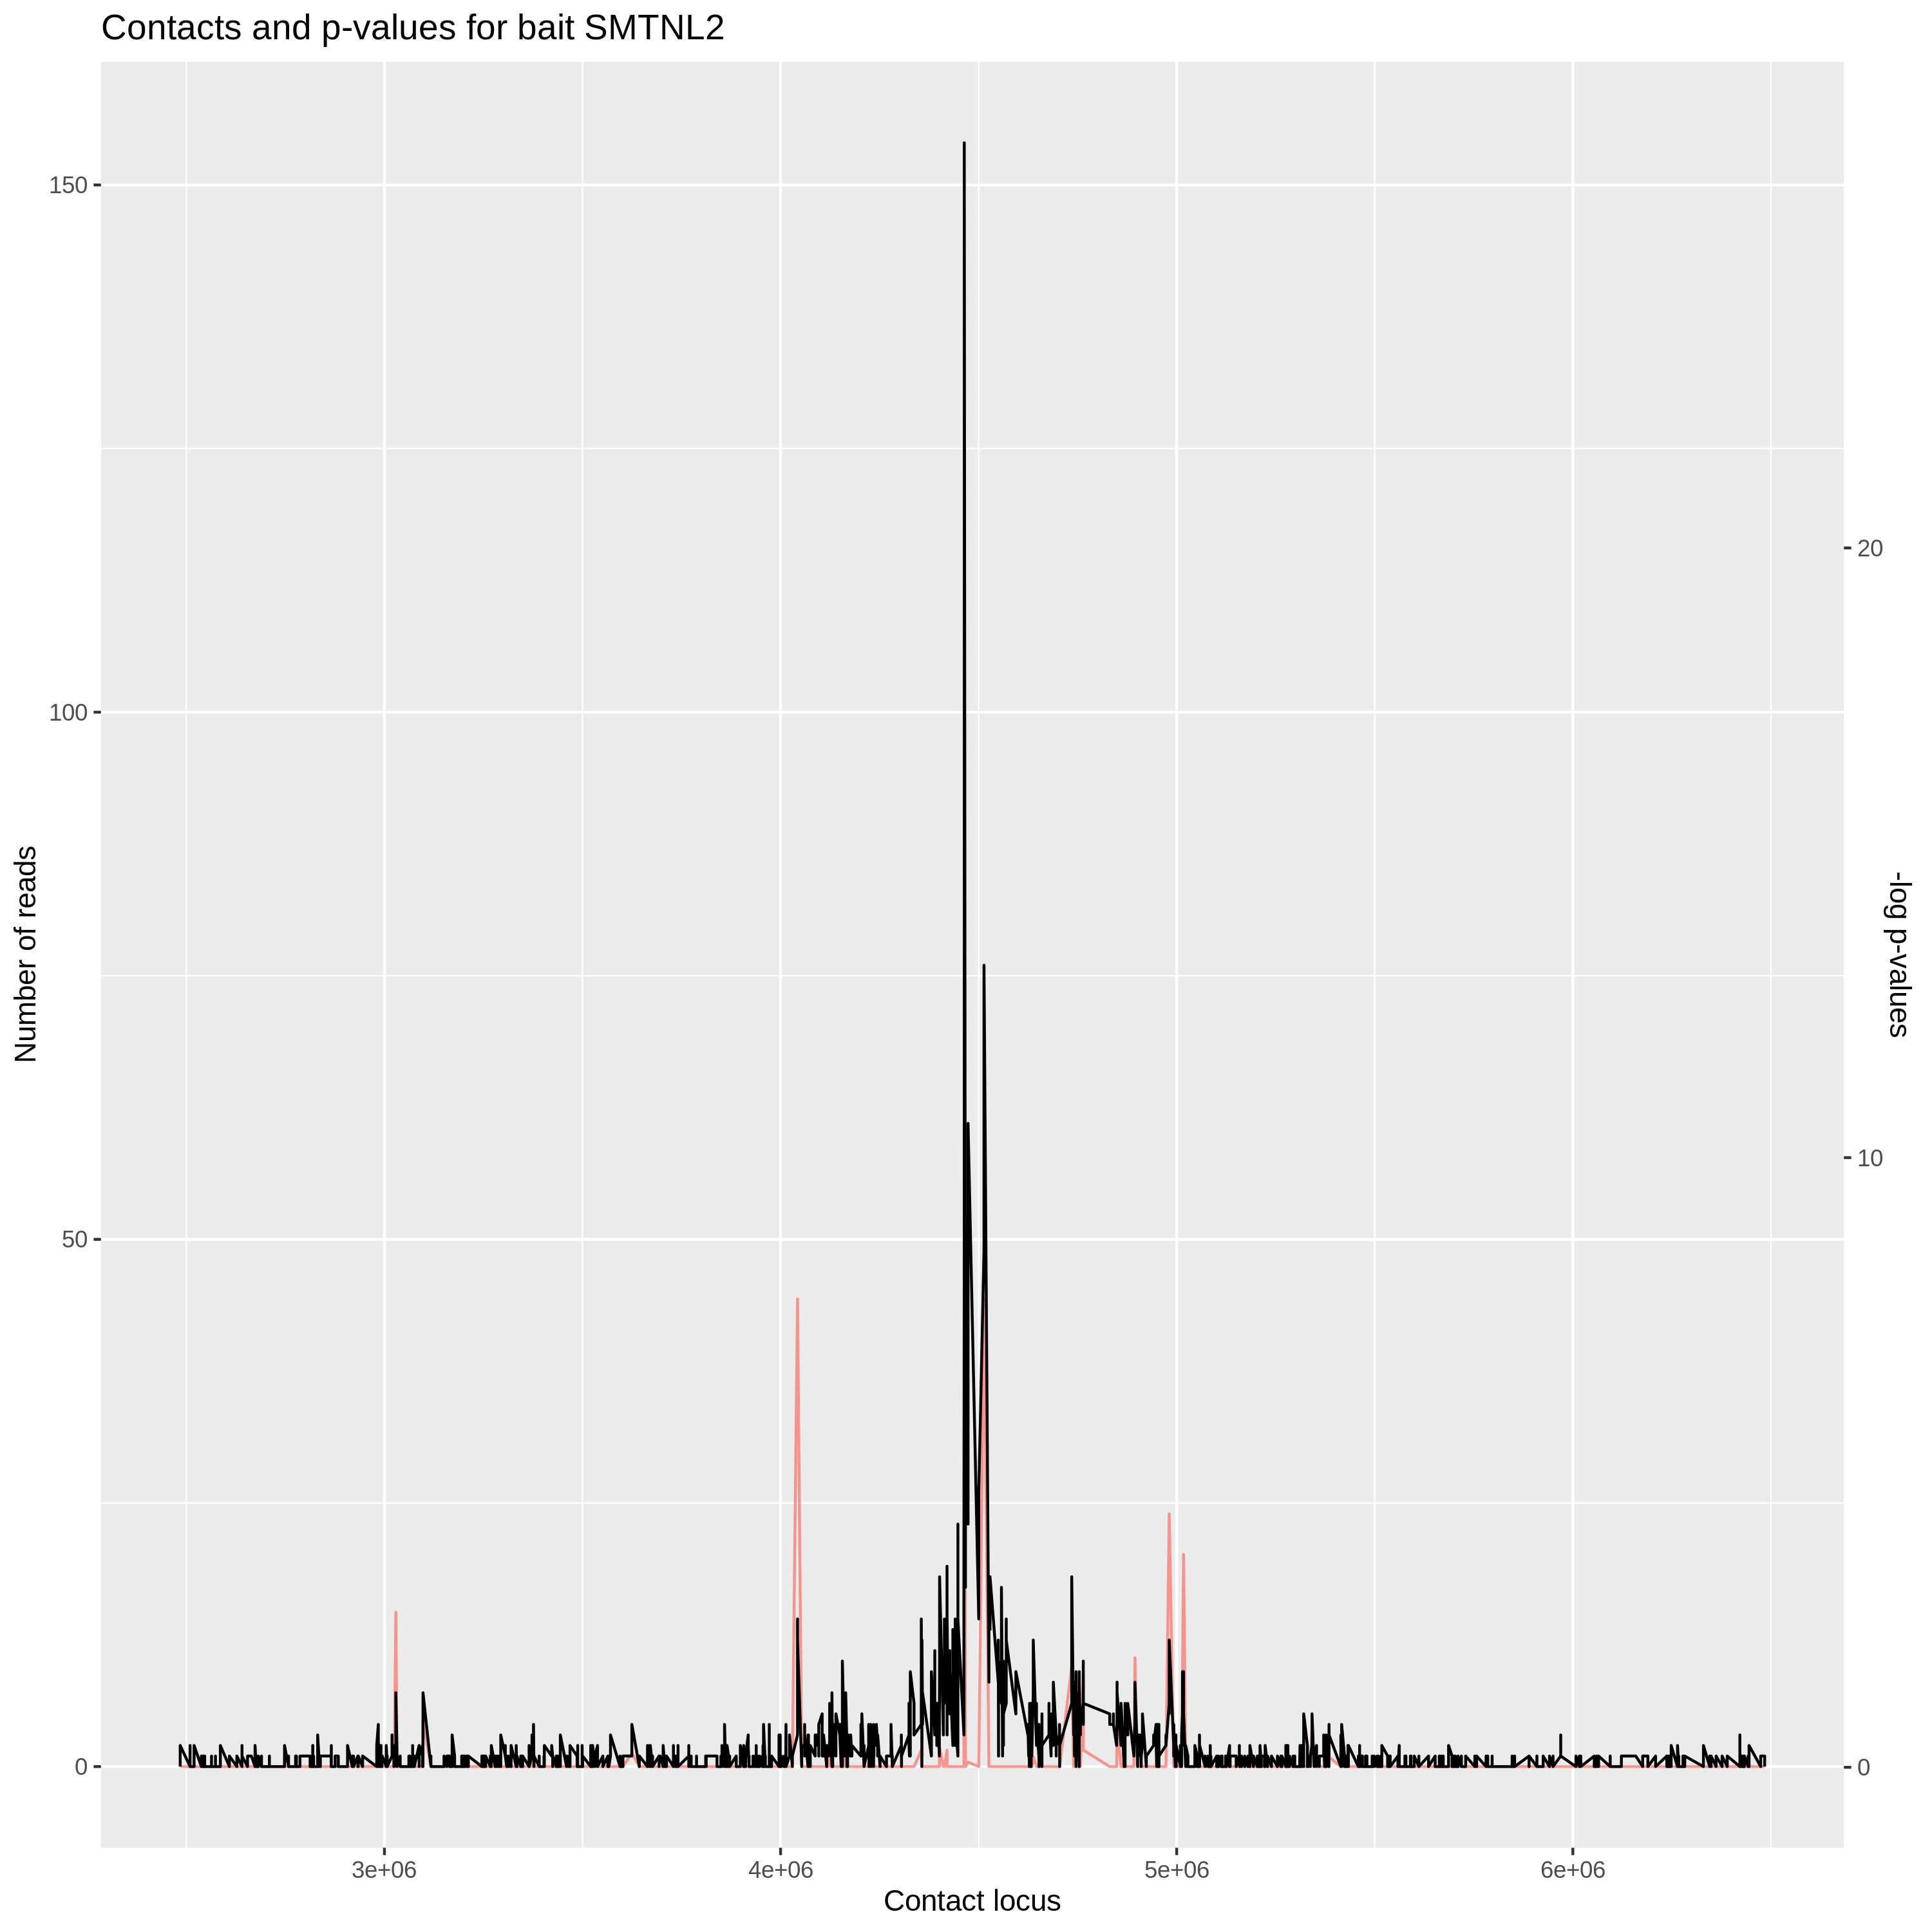 Contacts and p-values for bait SMTNL2
150
100
50
0
Number of reads
20
10
0
-log p-values
3e+06
4e+06
5e+06
6e+06
Contact locus